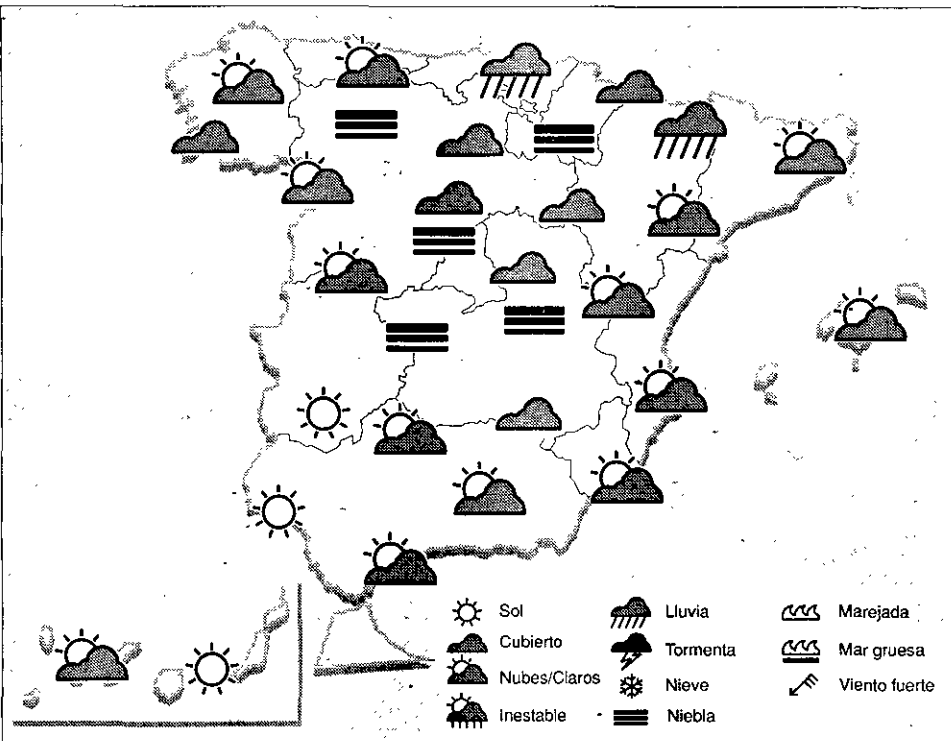 Sol
Cubierto
Nubes/Claros
Inestable
Lluvia
Tormenta
Nieve
Niebla
Marejada
Mar gruesa
Viento fuerte